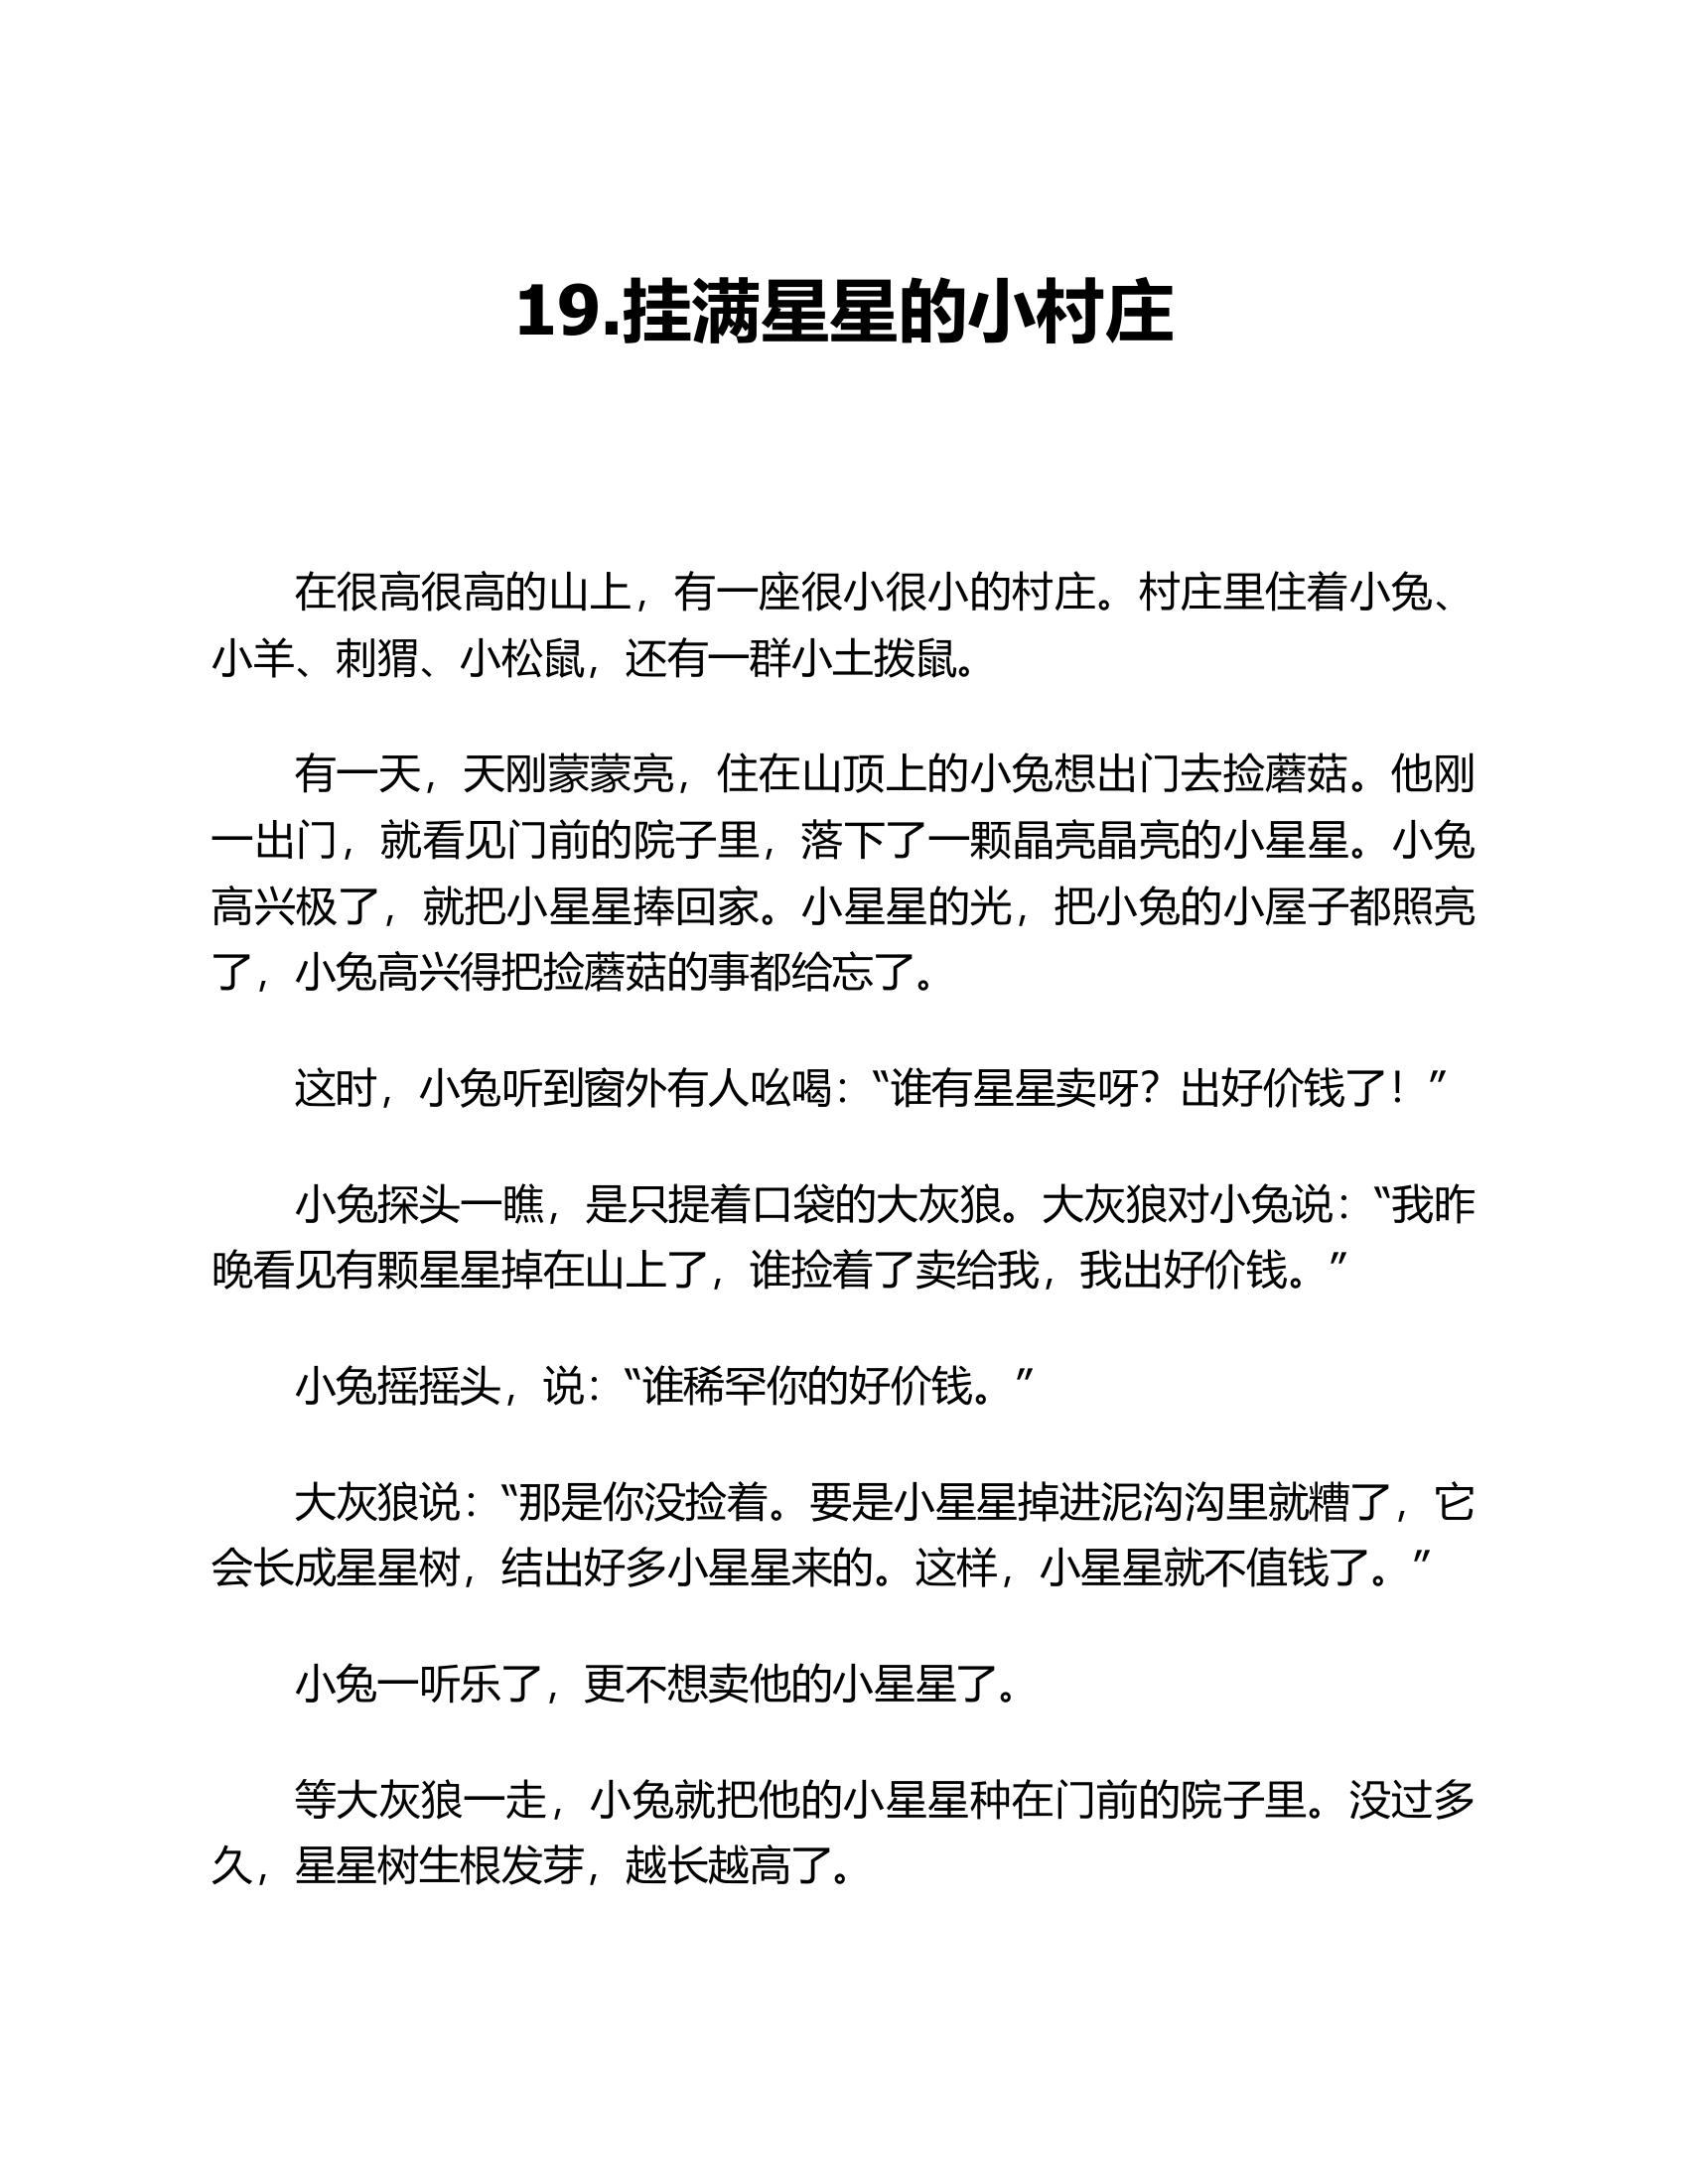 19.挂满星星的小村庄
在很高很高的山上，有一座很小很小的村庄。村庄里住着小兔、
小羊、刺猬、小松鼠，还有一群小土拨鼠。
有一天，天刚蒙蒙亮，住在山顶上的小兔想出门去捡蘑菇。他刚
一出门，就看见门前的院子里，落下了一颗晶亮晶亮的小星星。小兔
高兴极了，就把小星星捧回家。小星星的光，把小兔的小屋子都照亮
了，小兔高兴得把捡蘑菇的事都给忘了。
这时，小兔听到窗外有人吆喝：“谁有星星卖呀？出好价钱了！”
小兔探头一瞧，是只提着口袋的大灰狼。大灰狼对小兔说：“我昨
晚看见有颗星星掉在山上了，谁捡着了卖给我，我出好价钱。”
小兔摇摇头，说：“谁稀罕你的好价钱。”
大灰狼说：“那是你没捡着。要是小星星掉进泥沟沟里就糟了，它
会长成星星树，结出好多小星星来的。这样，小星星就不值钱了。”
小兔一听乐了，更不想卖他的小星星了。
等大灰狼一走，小兔就把他的小星星种在门前的院子里。没过多
久，星星树生根发芽，越长越高了。